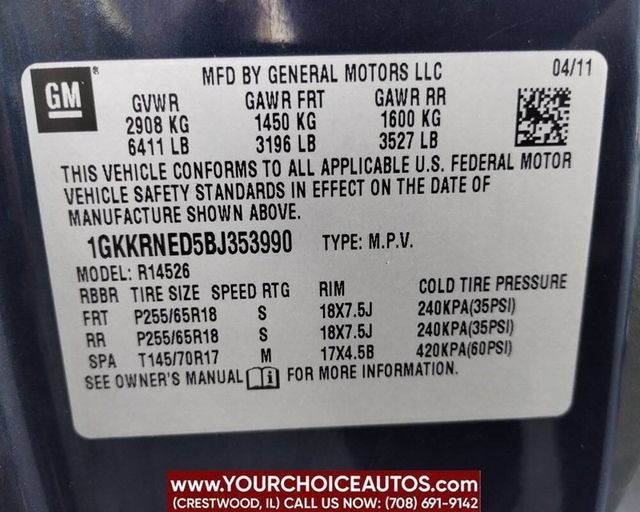 GM
MFD BY GENERAL MOTORS LLC 04/11
GVWR GAWR FRT GAWR RR
2908 KG 1450 KG 1600 KG
6411 LB 3196 LB 3527 LB
THIS VEHICLE CONFORMS TO ALL APPLICABLE U.S. FEDERAL MOTOR
VEHICLE SAFETY STANDARDS IN EFFECT ON THE DATE OF
MANUFACTURE SHOWN ABOVE.
1GKKRNED5BJ353990 TYPE: M.P.V.
MODEL: R14526
RBBR TIRE SIZE SPEED RTG RIM COLD TIRE PRESSURE
FRT P255/65R18 S 18X7.5J 240KPA(35PSI)
RR P255/65R18 S 18X7.5J 240KPA(35PSI)
SPA T145/70R17 M 17X4.5B 420KPA(60PSI)
SEE OWNER'S MANUAL FOR MORE INFORMATION.
WWW.YOURCHOICEAUTOS.COM
(CRESTWOOD, IL) CALL US NOW: (708) 691-9142